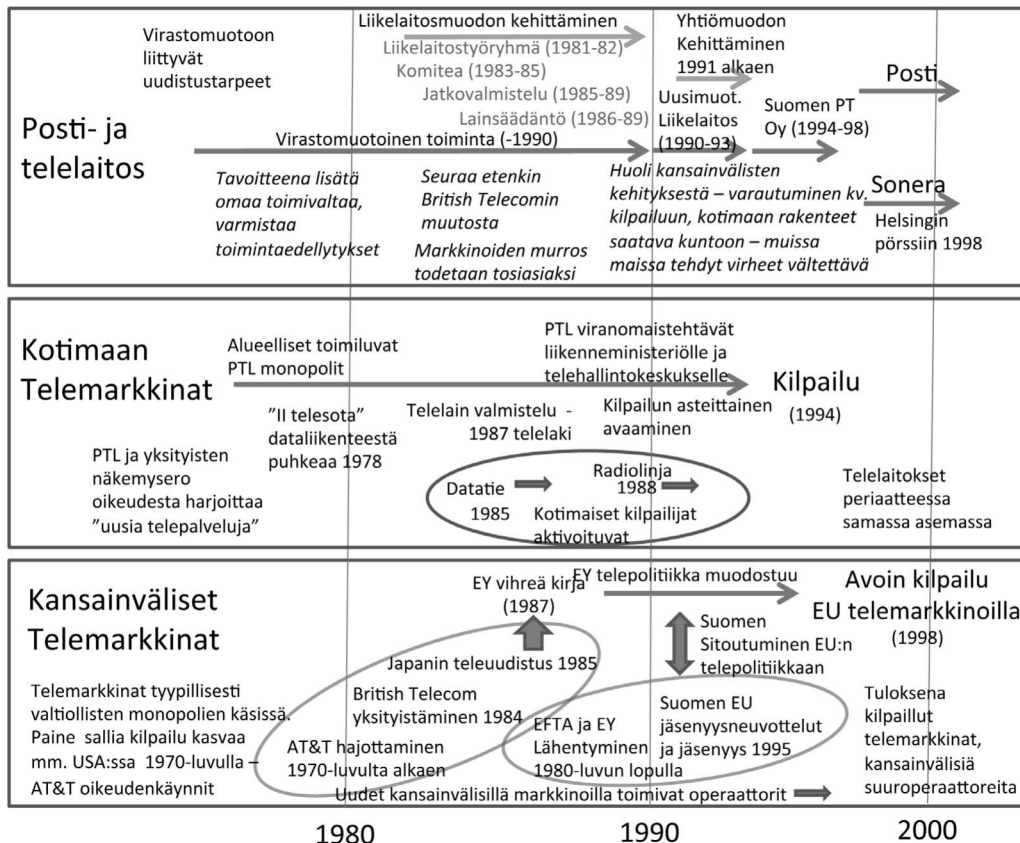 Posti- ja
telelaitos
Virastomuotoon
liittyvät
uudistustarpeet
Liikelaitosmuodon kehittäminen
Liikelaitostyöryhmä (1981-82)
Komitea (1983-85)
Jatkovalmistelu (1985-89)
Lainsäädäntö (1986-89)
Virastomuotoinen toiminta (-1990)
Yhtiömuodon
Kehittäminen
1991 alkaen
Uusimuot.
Liikelaitos
(1990-93)
Suomen PT
Oy (1994-98)
Posti
Sonera
Helsingin
pörssiin 1998
Tavoitteena lisätä
omaa toimivaltaa,
varmistaa
toimintaedellytykset
Seuraa etenkin
British Telecomin
muutosta
Markkinoiden murros
todetaan tosiasiaksi
Huoli kansainvälisten
kehityksestä – varautuminen kv.
kilpailuun, kotimaan rakenteet
saatava kuntoon – muissa
maissa tehdyt virheet vältettävä
Kotimaan
Telemarkkinat
Alueelliset toimiluvat
PTL monopolit
PTL viranomaistehtävät
liikenneministeriölle ja
telehallintokeskukselle
Kilpailu
(1994)
"II telesota"
dataliikenteestä
puhkeaa 1978
Telelain valmistelu -
1987 telelaki
Kilpailun asteittainen
avaaminen
PTL ja yksityisten
näkemysero
oikeudesta harjoittaa
"uusia telepalveluja"
Datatie
1985
Radiolinja
1988
Kotimaiset kilpailijat
aktivoituvat
Telelaitokset
periaatteessa
samassa asemassa
Kansainväliset
Telemarkkinat
EY vihreä kirja
(1987)
EY telepolitiikka muodostuu
Avoin kilpailu
EU telemarkkinoilla
(1998)
Suomen
Sitoutuminen EU:n
telepolitiikkaan
Japanin teleuudistus 1985
British Telecom
yksityistäminen 1984
AT&T hajottaminen
1970-luvulta alkaen
Telemarkkinat tyypillisesti
valtiollisten monopolien käsissä.
Paine sallia kilpailu kasvaa
mm. USA:ssa 1970-luvulla –
AT&T oikeudenkäynnit
EFTA ja EY
Lähentyminen
1980-luvun lopulla
Suomen EU
jäsenyysneuvottelut
ja jäsenyys 1995
Tuloksena
kilpaillut
telemarkkinat,
kansainvälisiä
suuroperaattoreita
Uudet kansainvälisillä markkinoilla toimivat operaattorit
1980
1990
2000